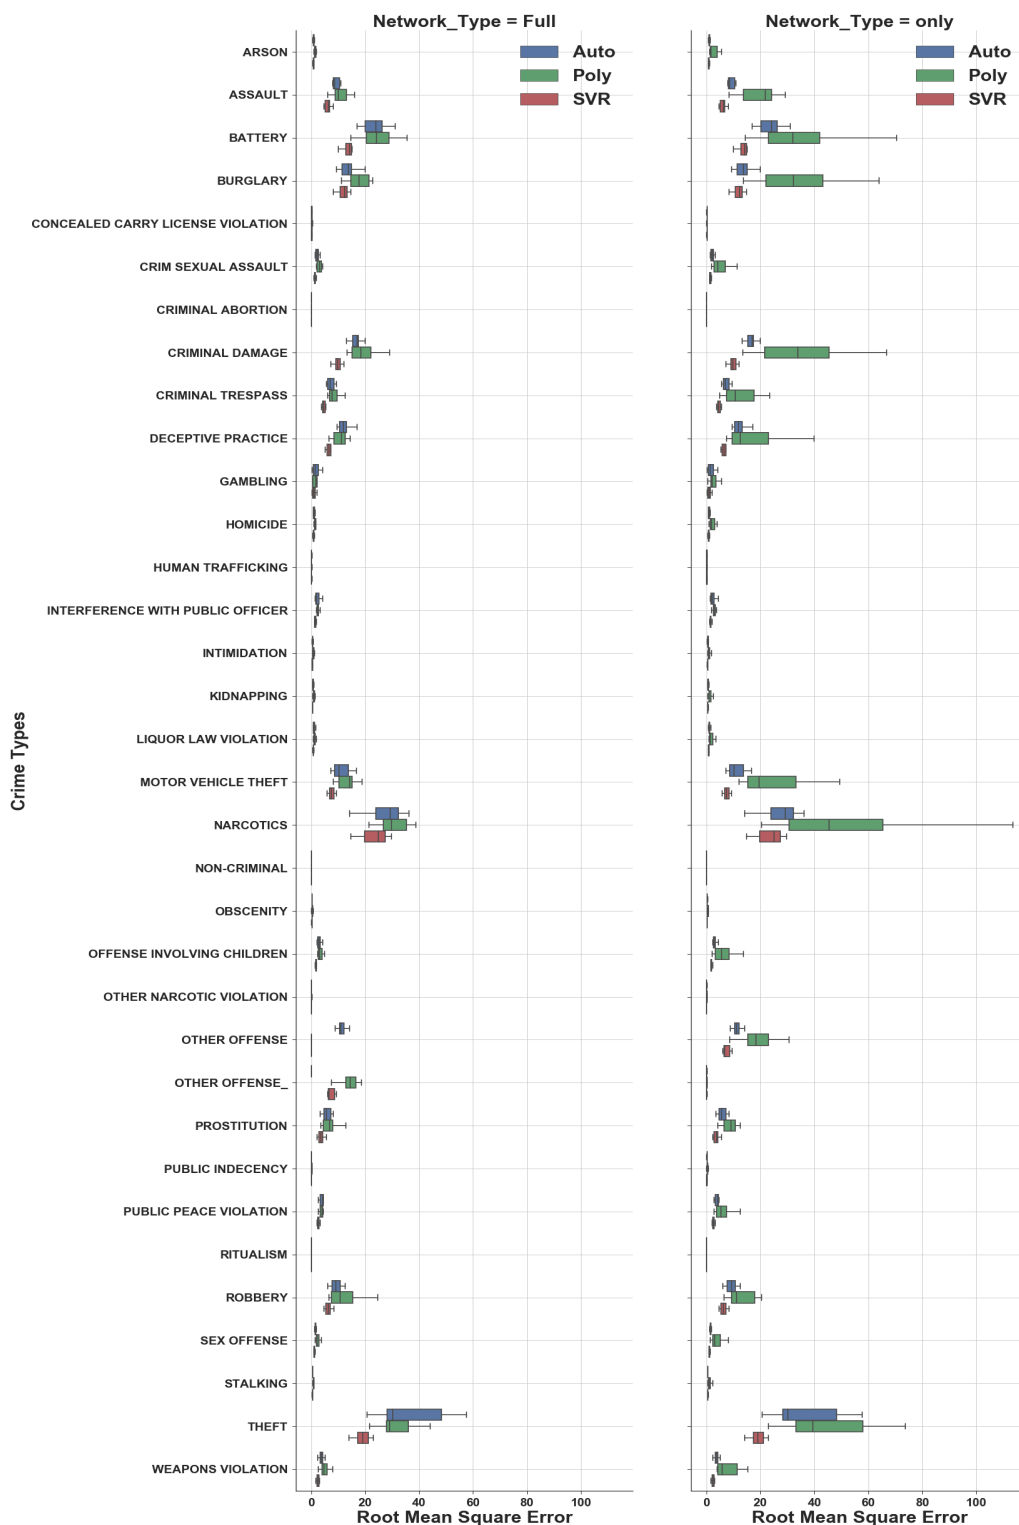 Network_Type = Full
Network_Type = only
Auto
Poly
SVR
Auto
Poly
SVR
Crime Types
ARSON
ASSAULT
BATTERY
BURGLARY
CONCEALED CARRY LICENSE VIOLATION
CRIM SEXUAL ASSAULT
CRIMINAL ABORTION
CRIMINAL DAMAGE
CRIMINAL TRESPASS
DECEPTIVE PRACTICE
GAMBLING
HOMICIDE
HUMAN TRAFFICKING
INTERFERENCE WITH PUBLIC OFFICER
INTIMIDATION
KIDNAPPING
LIQUOR LAW VIOLATION
MOTOR VEHICLE THEFT
NARCOTICS
NON-CRIMINAL
OBSCENITY
OFFENSE INVOLVING CHILDREN
OTHER NARCOTIC VIOLATION
OTHER OFFENSE
OTHER OFFENSE_
PROSTITUTION
PUBLIC INDECENCY
PUBLIC PEACE VIOLATION
RITUALISM
ROBBERY
SEX OFFENSE
STALKING
THEFT
WEAPONS VIOLATION
0 20 40 60 80 100
0 20 40 60 80 100
Root Mean Square Error
Root Mean Square Error